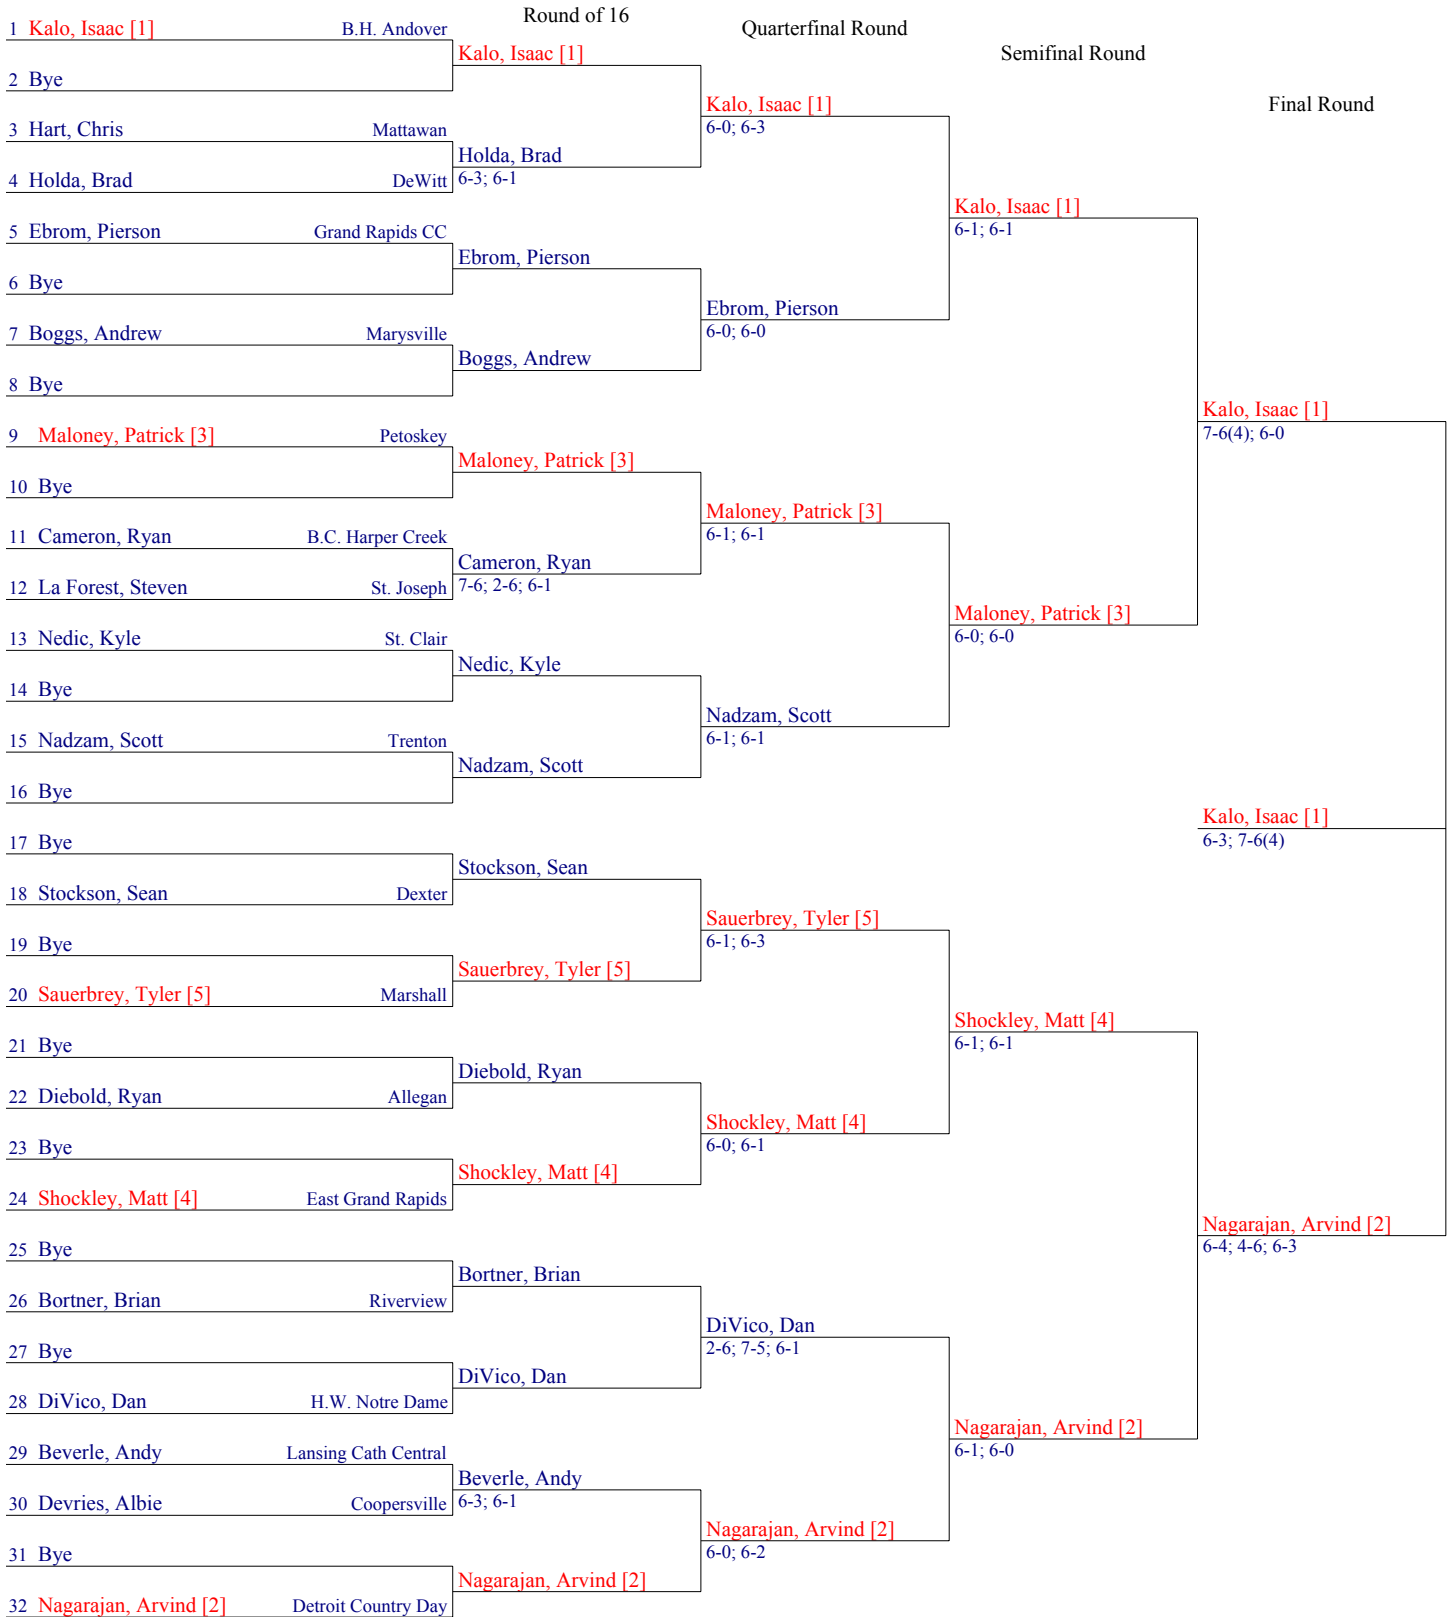 Round of 16
Quarterfinal Round
Semifinal Round
Final Round
1 Kalo, Isaac [1] B.H. Andover
2 Bye
3 Hart, Chris Mattawan
4 Holda, Brad DeWitt
5 Ebrom, Pierson Grand Rapids CC
6 Bye
7 Boggs, Andrew Marysville
8 Bye
9 Maloney, Patrick [3] Petoskey
10 Bye
11 Cameron, Ryan B.C. Harper Creek
12 La Forest, Steven St. Joseph
13 Nedic, Kyle St. Clair
14 Bye
15 Nadzam, Scott Trenton
16 Bye
17 Bye
18 Stockson, Sean Dexter
19 Bye
20 Sauerbrey, Tyler [5] Marshall
21 Bye
22 Diebold, Ryan Allegan
23 Bye
24 Shockley, Matt [4] East Grand Rapids
25 Bye
26 Bortner, Brian Riverview
27 Bye
28 DiVico, Dan H.W. Notre Dame
29 Beverle, Andy Lansing Cath Central
30 Devries, Albie Coopersville
31 Bye
32 Nagarajan, Arvind [2] Detroit Country Day
Kalo, Isaac [1]
Holda, Brad
6-3; 6-1
Ebrom, Pierson
Boggs, Andrew
Maloney, Patrick [3]
Cameron, Ryan
7-6; 2-6; 6-1
Nedic, Kyle
Nadzam, Scott
Stockson, Sean
Sauerbrey, Tyler [5]
Diebold, Ryan
Shockley, Matt [4]
Bortner, Brian
DiVico, Dan
Beverle, Andy
6-3; 6-1
Nagarajan, Arvind [2]
Kalo, Isaac [1]
6-0; 6-3
Ebrom, Pierson
6-0; 6-0
Maloney, Patrick [3]
6-1; 6-1
Nadzam, Scott
6-1; 6-1
Sauerbrey, Tyler [5]
6-1; 6-3
Shockley, Matt [4]
6-0; 6-1
DiVico, Dan
2-6; 7-5; 6-1
Nagarajan, Arvind [2]
6-0; 6-2
Kalo, Isaac [1]
6-1; 6-1
Maloney, Patrick [3]
6-0; 6-0
Shockley, Matt [4]
6-1; 6-1
Nagarajan, Arvind [2]
6-1; 6-0
Kalo, Isaac [1]
7-6(4); 6-0
Kalo, Isaac [1]
6-3; 7-6(4)
Nagarajan, Arvind [2]
6-4; 4-6; 6-3